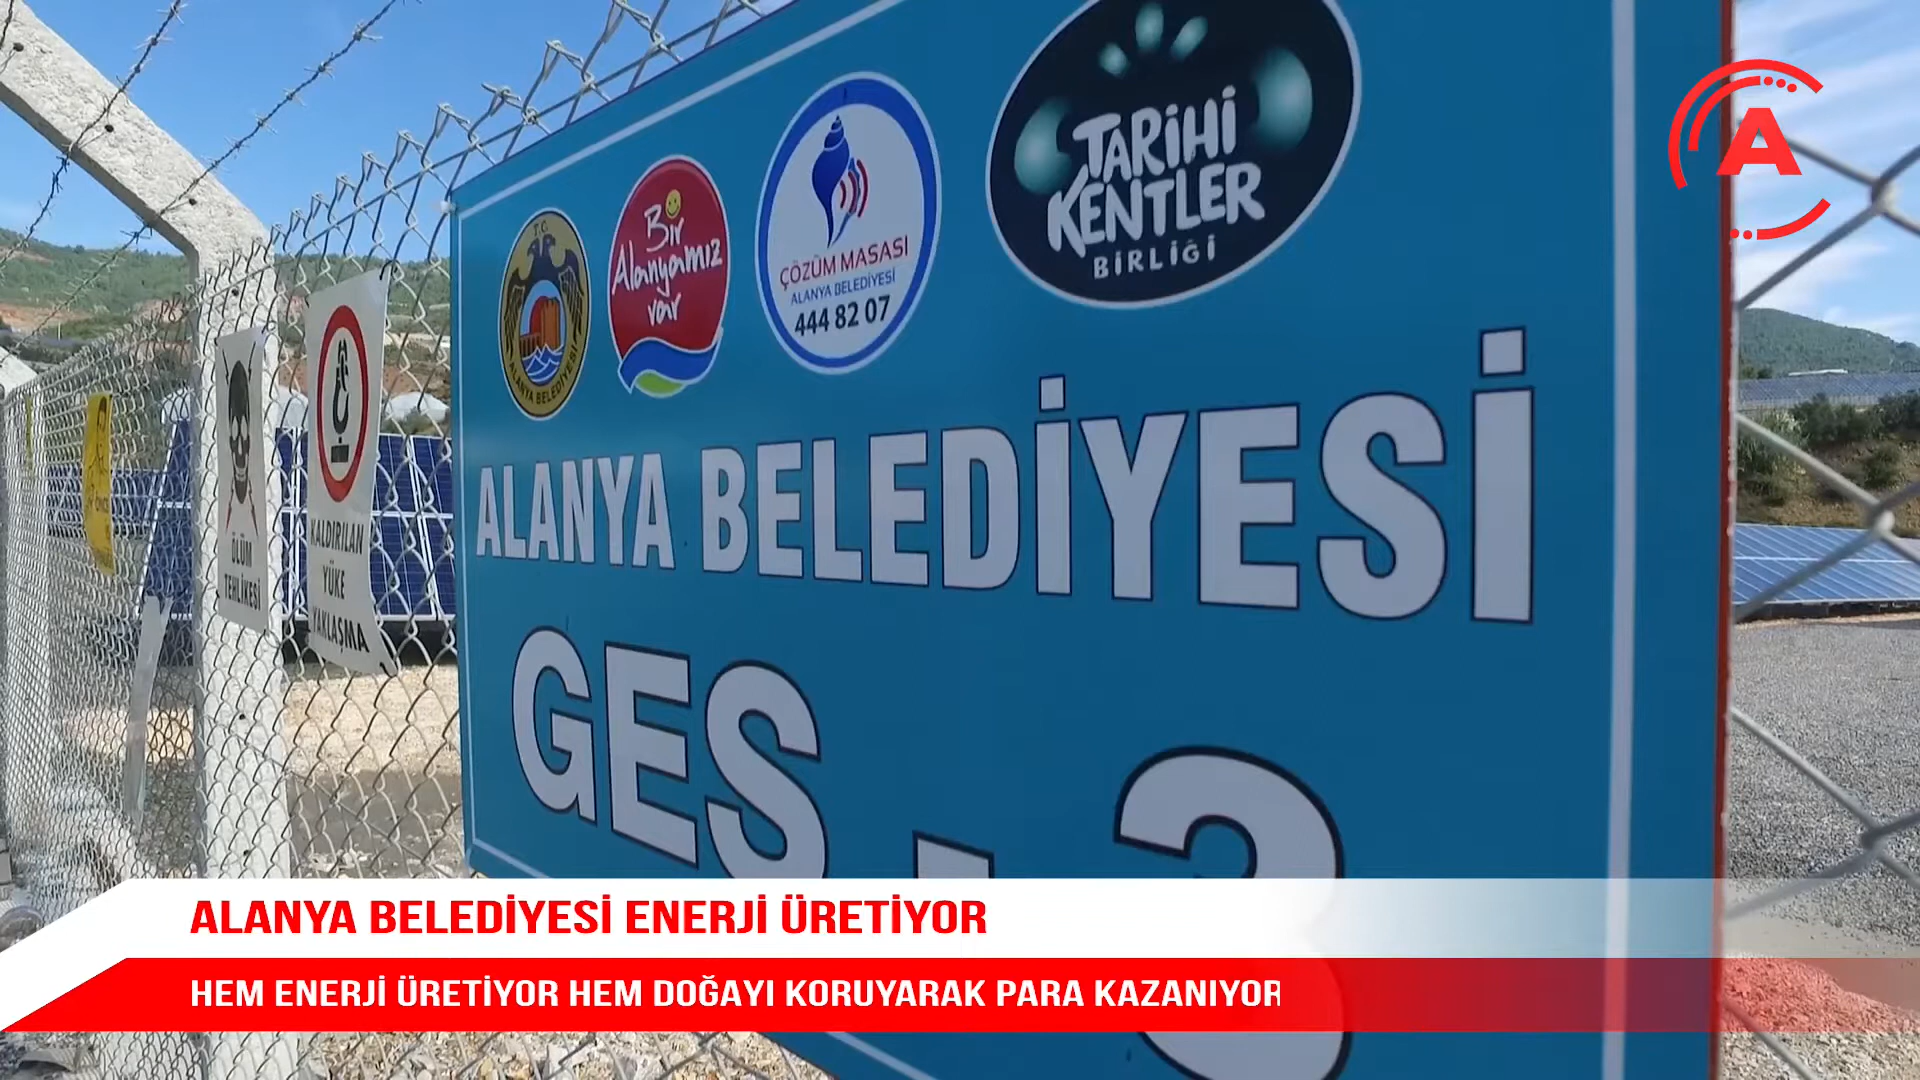 T.C.
ALANYA BELEDİYESİ
Bir
Alanyamız
var
ÇÖZÜM MASASI
ALANYA BELEDİYESİ
444 82 07
TARİHİ
KENTLER
BİRLİĞİ
A
ÖLÜM
TEHLİKESİ
KALDIRILAN
YÜKE
YAKLAŞMA
ALANYA BELEDİYESİ
GES - 3
ALANYA BELEDİYESİ ENERJİ ÜRETİYOR
HEM ENERJİ ÜRETİYOR HEM DOĞAYI KORUYARAK PARA KAZANIYOR